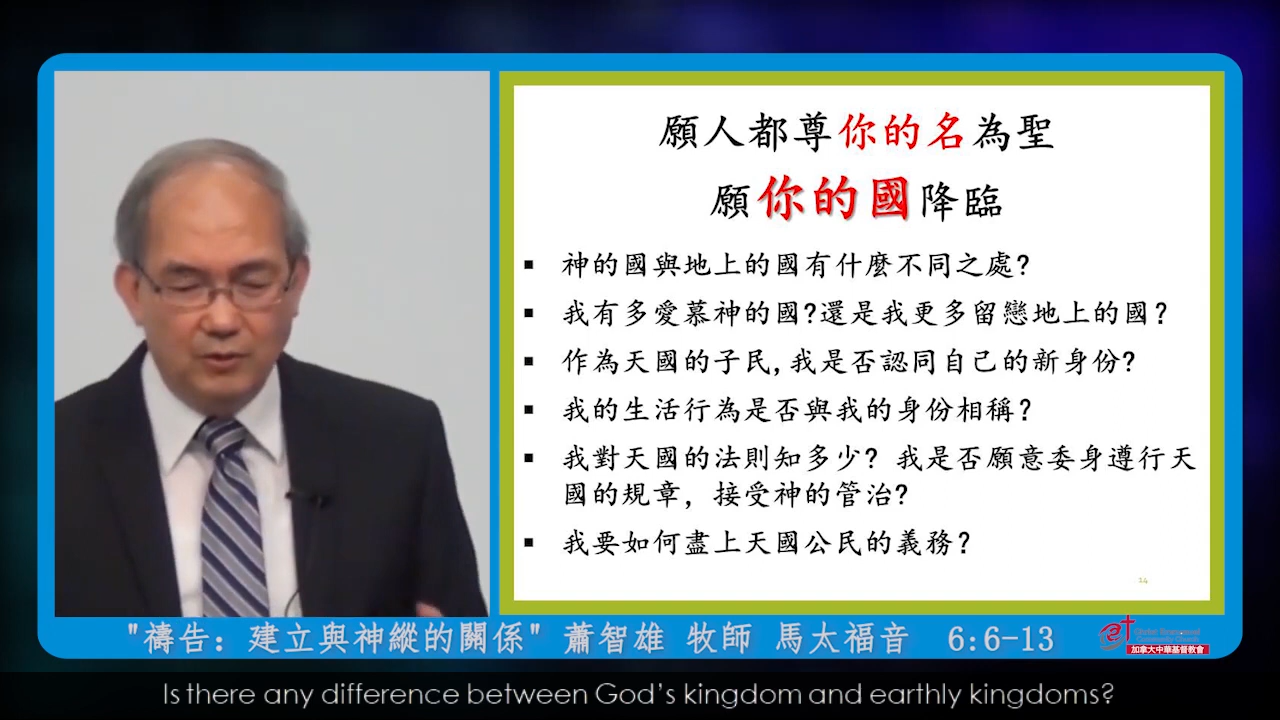 願人都尊你的名為聖
願你的國降臨
▪ 神的國與地上的國有什麼不同之處?
▪ 我有多愛慕神的國?還是我更多留戀地上的國?
▪ 作為天國的子民,我是否認同自己的新身份?
▪ 我的生活行為是否與我的身份相稱?
▪ 我對天國的法則知多少? 我是否願意委身遵行天
國的規章，接受神的管治?
▪ 我要如何盡上天國公民的義務?
14
"禱告: 建立與神縱的關係" 蕭智雄 牧師 馬太福音 6:6-13
加拿大中華基督教會
Is there any difference between God's kingdom and earthly kingdoms?